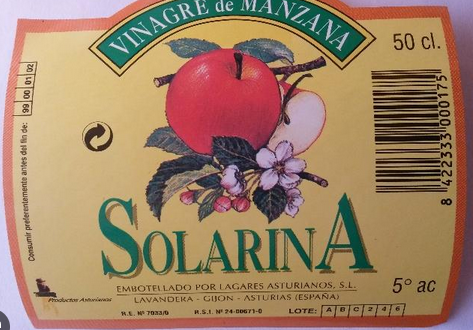 VINAGRE de MANZANA
50 cl.
Consumir preferentemente antes del fin de: 99 00 01 02
8 422333 000175
SOLARINA
EMBOTELLADO POR LAGARES ASTURIANOS, S.L.
LAVANDERA - GIJON - ASTURIAS (ESPAÑA)
5° ac
Productos Asturianos
R.E. Nº 7033/0
R.S.I. Nº 24-00671-0
LOTE: A B C 2 4 6